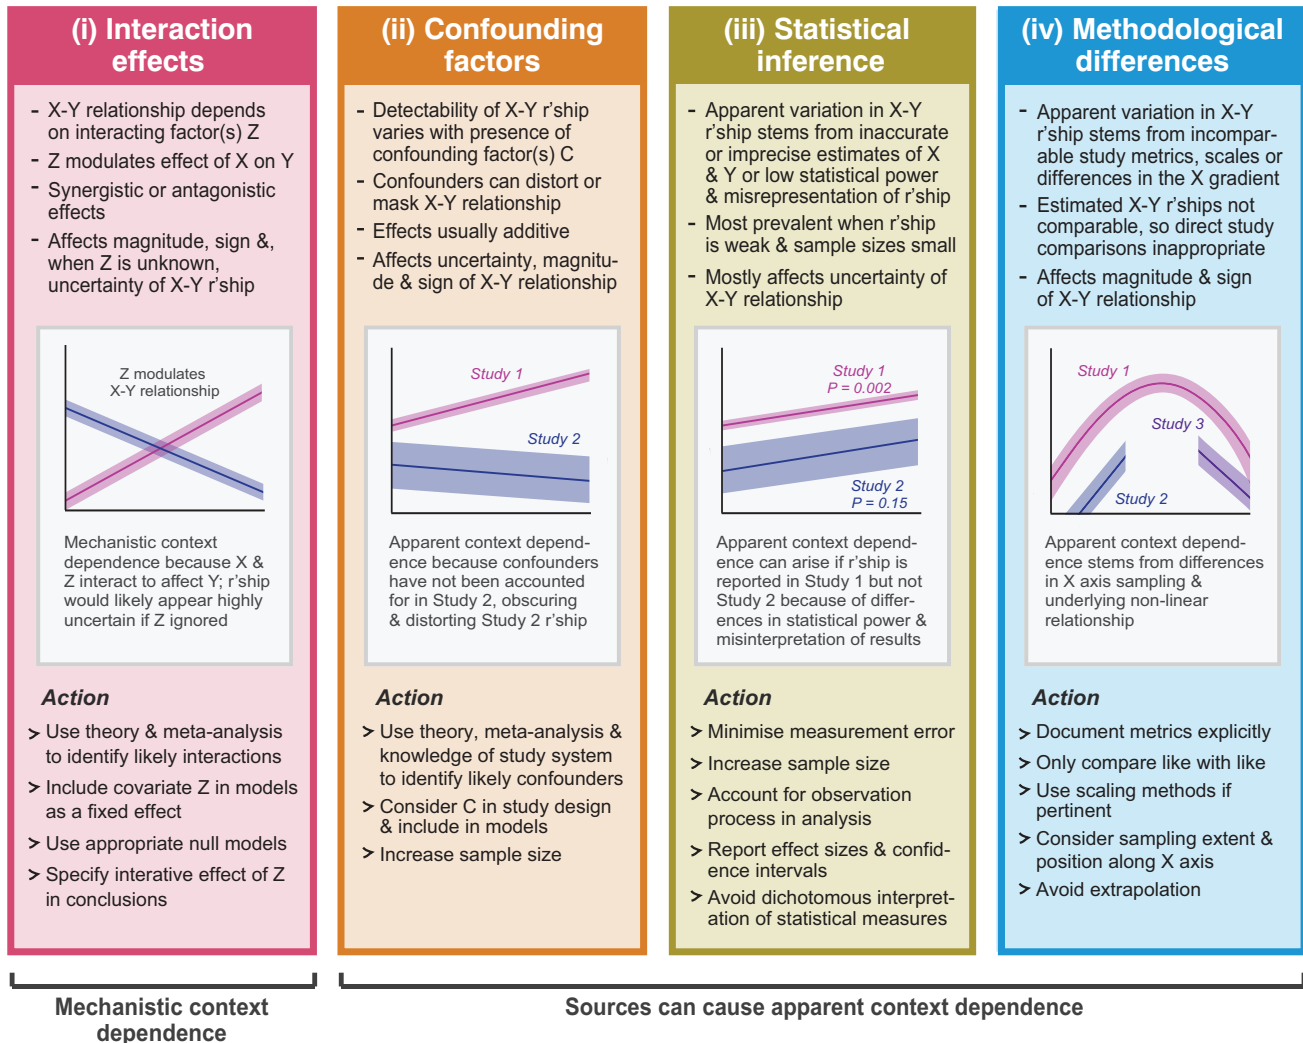 (i) Interaction
effects
- X-Y relationship depends
on interacting factor(s) Z
- Z modulates effect of X on Y
- Synergistic or antagonistic
effects
- Affects magnitude, sign &,
when Z is unknown,
uncertainty of X-Y r'ship
Z modulates
X-Y relationship
Mechanistic context
dependence because X &
Z interact to affect Y; r'ship
would likely appear highly
uncertain if Z ignored
Action
> Use theory & meta-analysis
to identify likely interactions
> Include covariate Z in models
as a fixed effect
> Use appropriate null models
> Specify interative effect of Z
in conclusions
Mechanistic context
dependence
(ii) Confounding
factors
- Detectability of X-Y r'ship
varies with presence of
confounding factor(s) C
- Confounders can distort or
mask X-Y relationship
- Effects usually additive
- Affects uncertainty, magnitu-
de & sign of X-Y relationship
Study 1
Study 2
Apparent context depend-
ence because confounders
have not been accounted
for in Study 2, obscuring
& distorting Study 2 r'ship
Action
> Use theory, meta-analysis &
knowledge of study system
to identify likely confounders
> Consider C in study design
& include in models
> Increase sample size
(iii) Statistical
inference
- Apparent variation in X-Y
r'ship stems from inaccurate
or imprecise estimates of X
& Y or low statistical power
& misrepresentation of r'ship
- Most prevalent when r'ship
is weak & sample sizes small
- Mostly affects uncertainty of
X-Y relationship
Study 1
P = 0.002
Study 2
P = 0.15
Apparent context depend-
ence can arise if r'ship is
reported in Study 1 but not
Study 2 because of differ-
ences in statistical power &
misinterpretation of results
Action
> Minimise measurement error
> Increase sample size
> Account for observation
process in analysis
> Report effect sizes & confid-
ence intervals
> Avoid dichotomous interpret-
ation of statistical measures
(iv) Methodological
differences
- Apparent variation in X-Y
r'ship stems from incompar-
able study metrics, scales or
differences in the X gradient
- Estimated X-Y r'ships not
comparable, so direct study
comparisons inappropriate
- Affects magnitude & sign
of X-Y relationship
Study 1
Study 3
Study 2
Apparent context depend-
ence stems from differences
in X axis sampling &
underlying non-linear
relationship
Action
> Document metrics explicitly
> Only compare like with like
> Use scaling methods if
pertinent
> Consider sampling extent &
position along X axis
> Avoid extrapolation
Sources can cause apparent context dependence